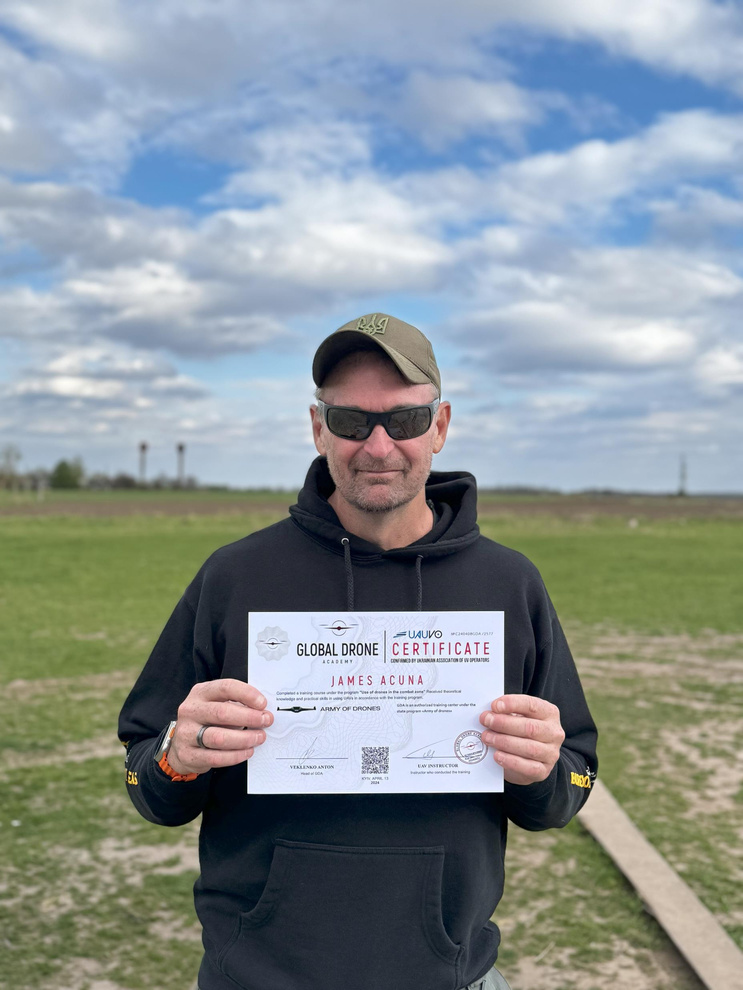 UAUVO
GLOBAL DRONE
ACADEMY
CERTIFICATE
CONFIRMED BY UKRAINIAN ASSOCIATION OF UV OPERATORS
JAMES ACUNA
Completed a training course under the program "Use of drones in the combat zone". Received theoretical
knowledge and practical skills in using UAVs in accordance with the training program.
ARMY OF DRONES
GDA is an authorized training center under the
state program «Army of drones»
VEKLENKO ANTON
Head of GDA
UAV INSTRUCTOR
Instructor who conducted the training
KYIV, APRIL 13
2024